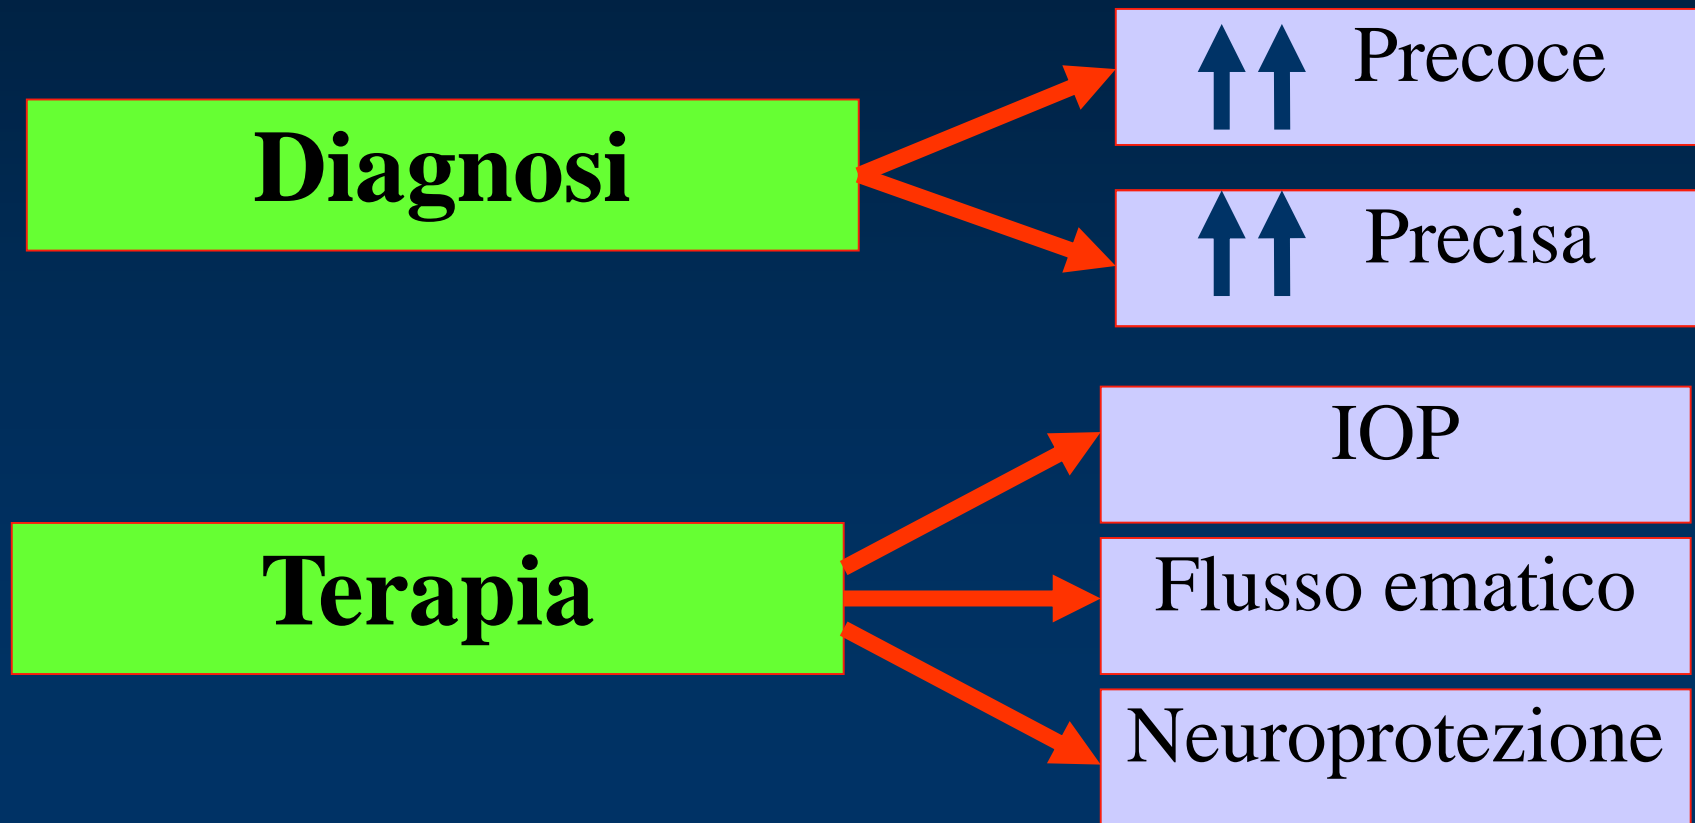 Diagnosi
Precoce
Precisa
Terapia
IOP
Flusso ematico
Neuroprotezione